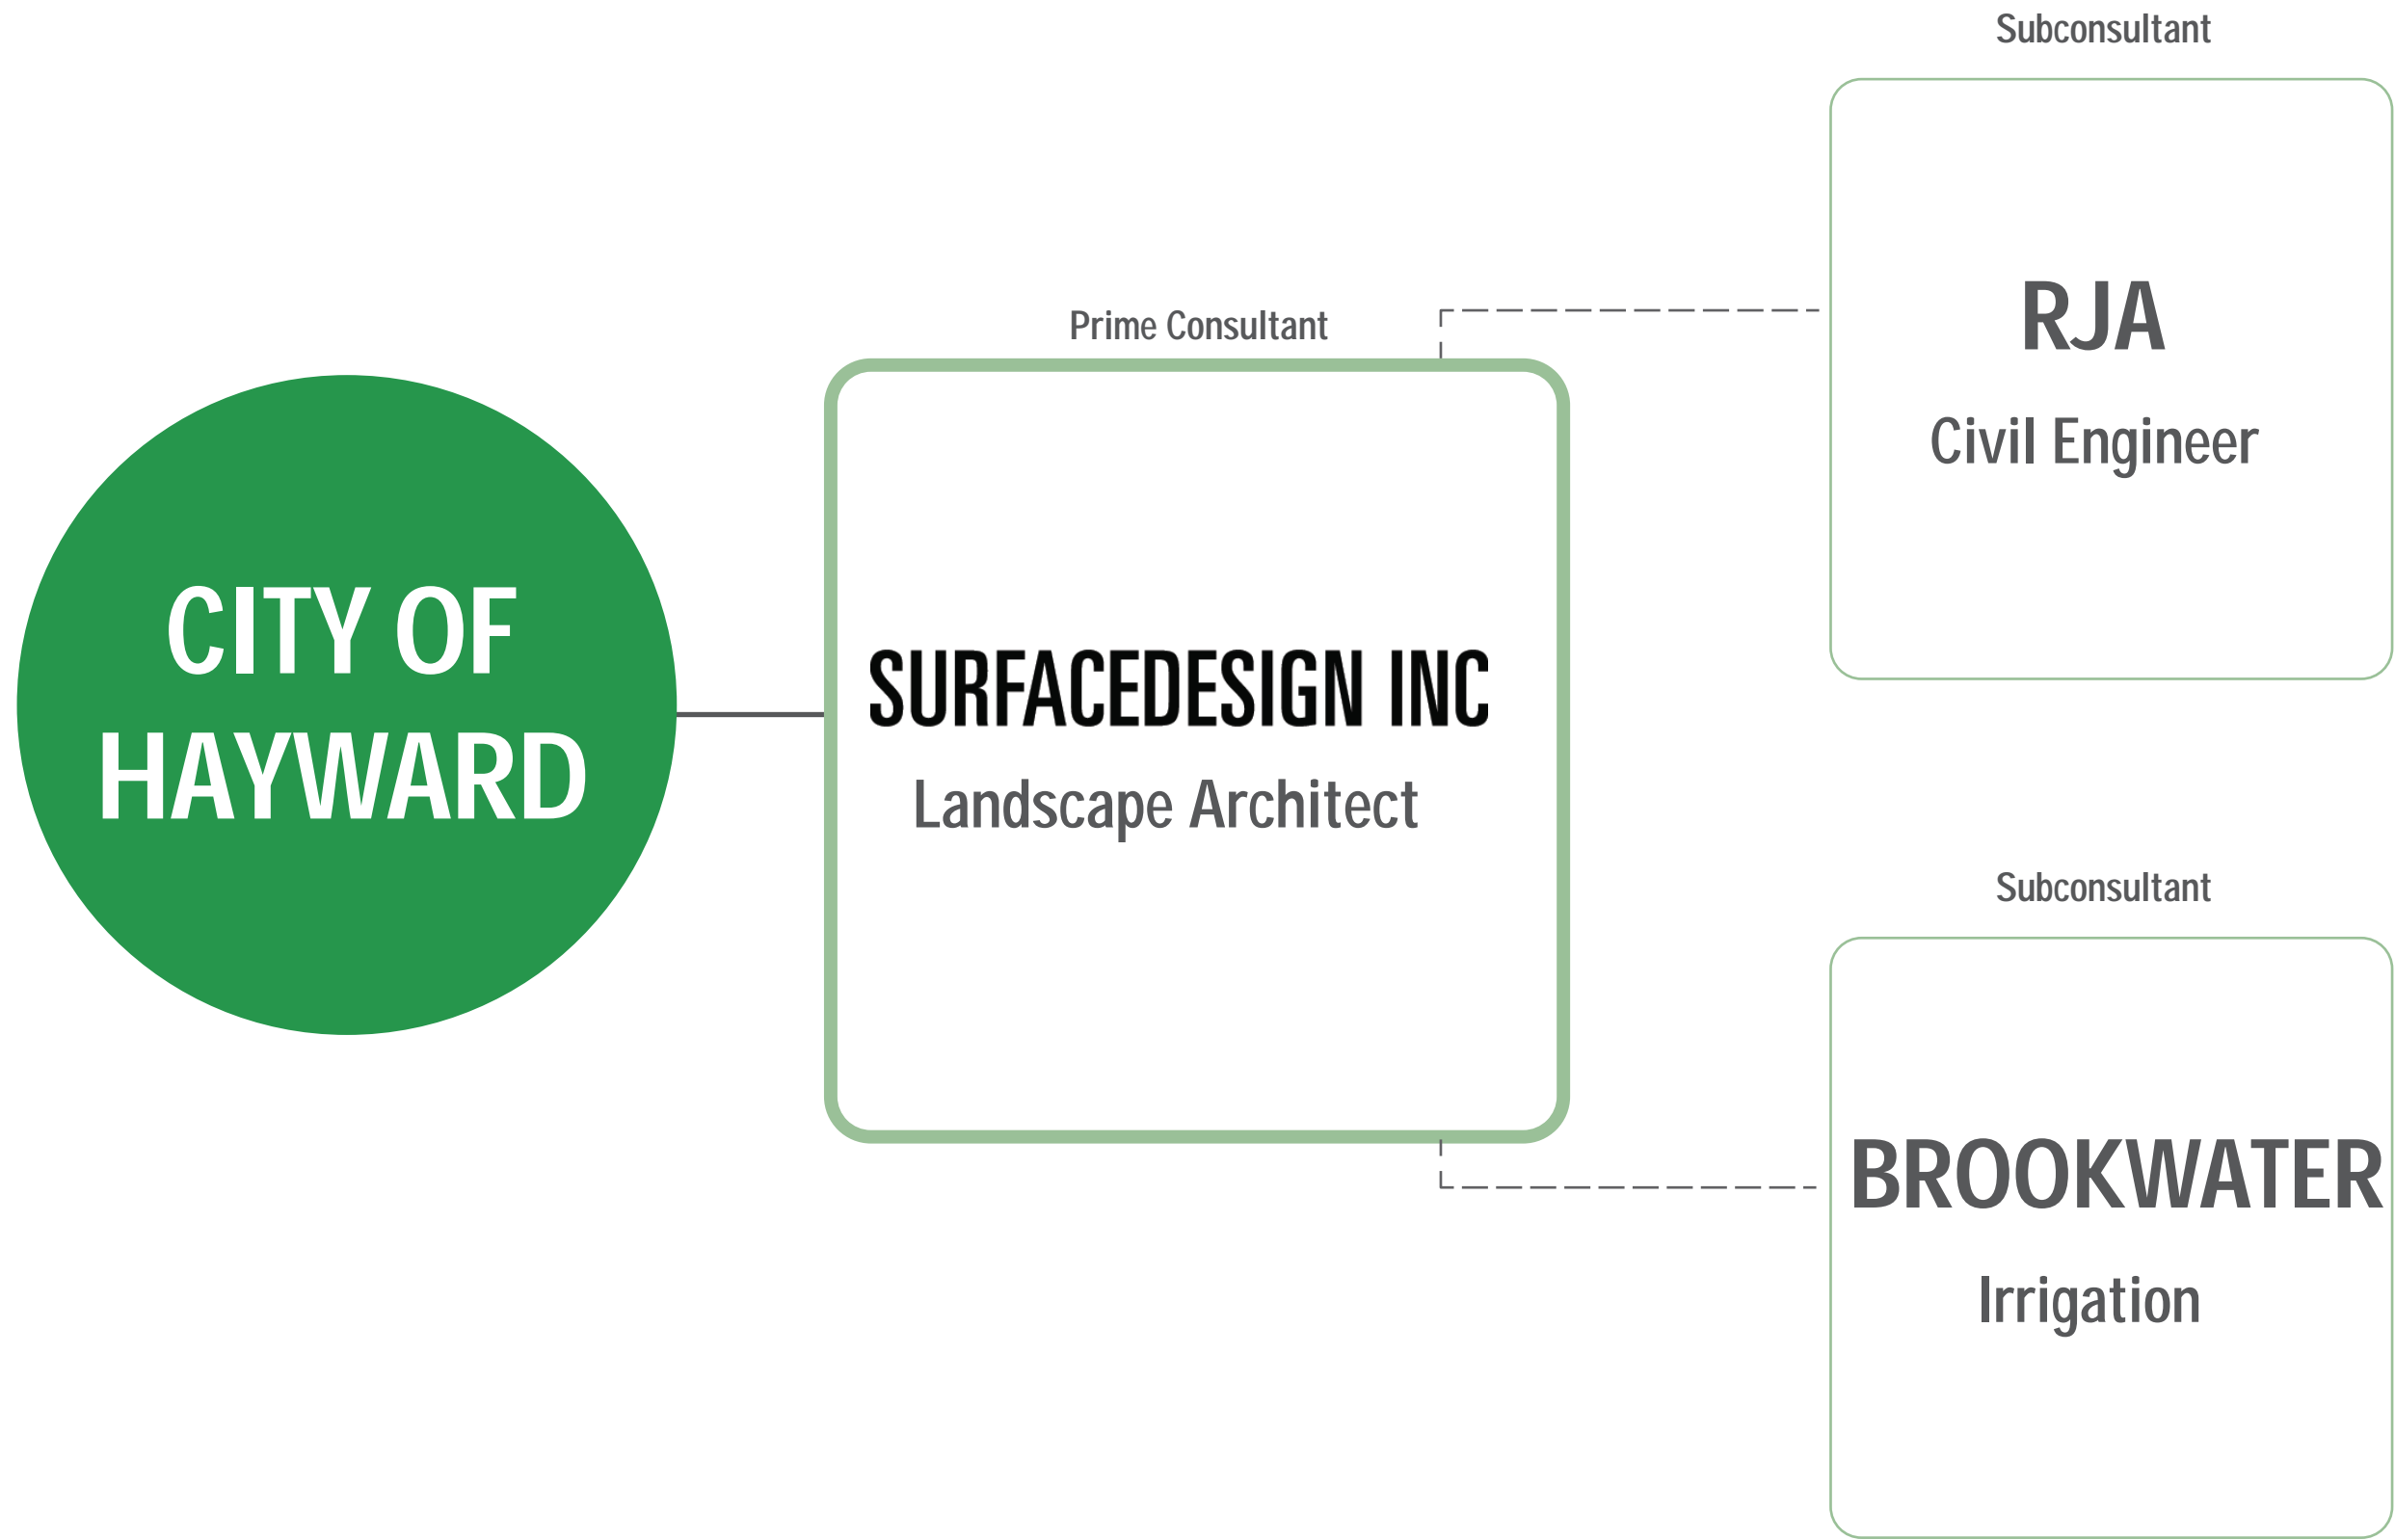 CITY OF
HAYWARD
Prime Consultant
SURFACEDESIGN INC
Landscape Architect
Subconsultant
RJA
Civil Engineer
Subconsultant
BROOKWATER
Irrigation